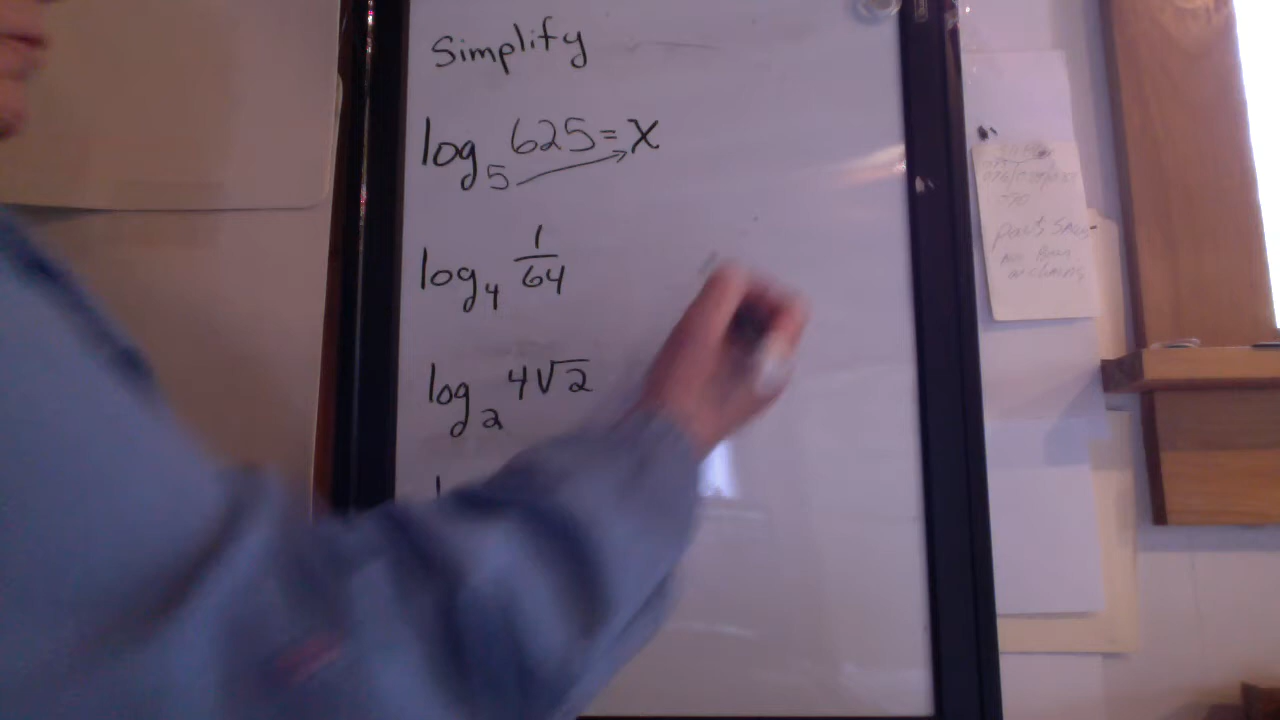 Simplify
log₅ 625 = x
log₄ 1/64
log₂ 4√2
l